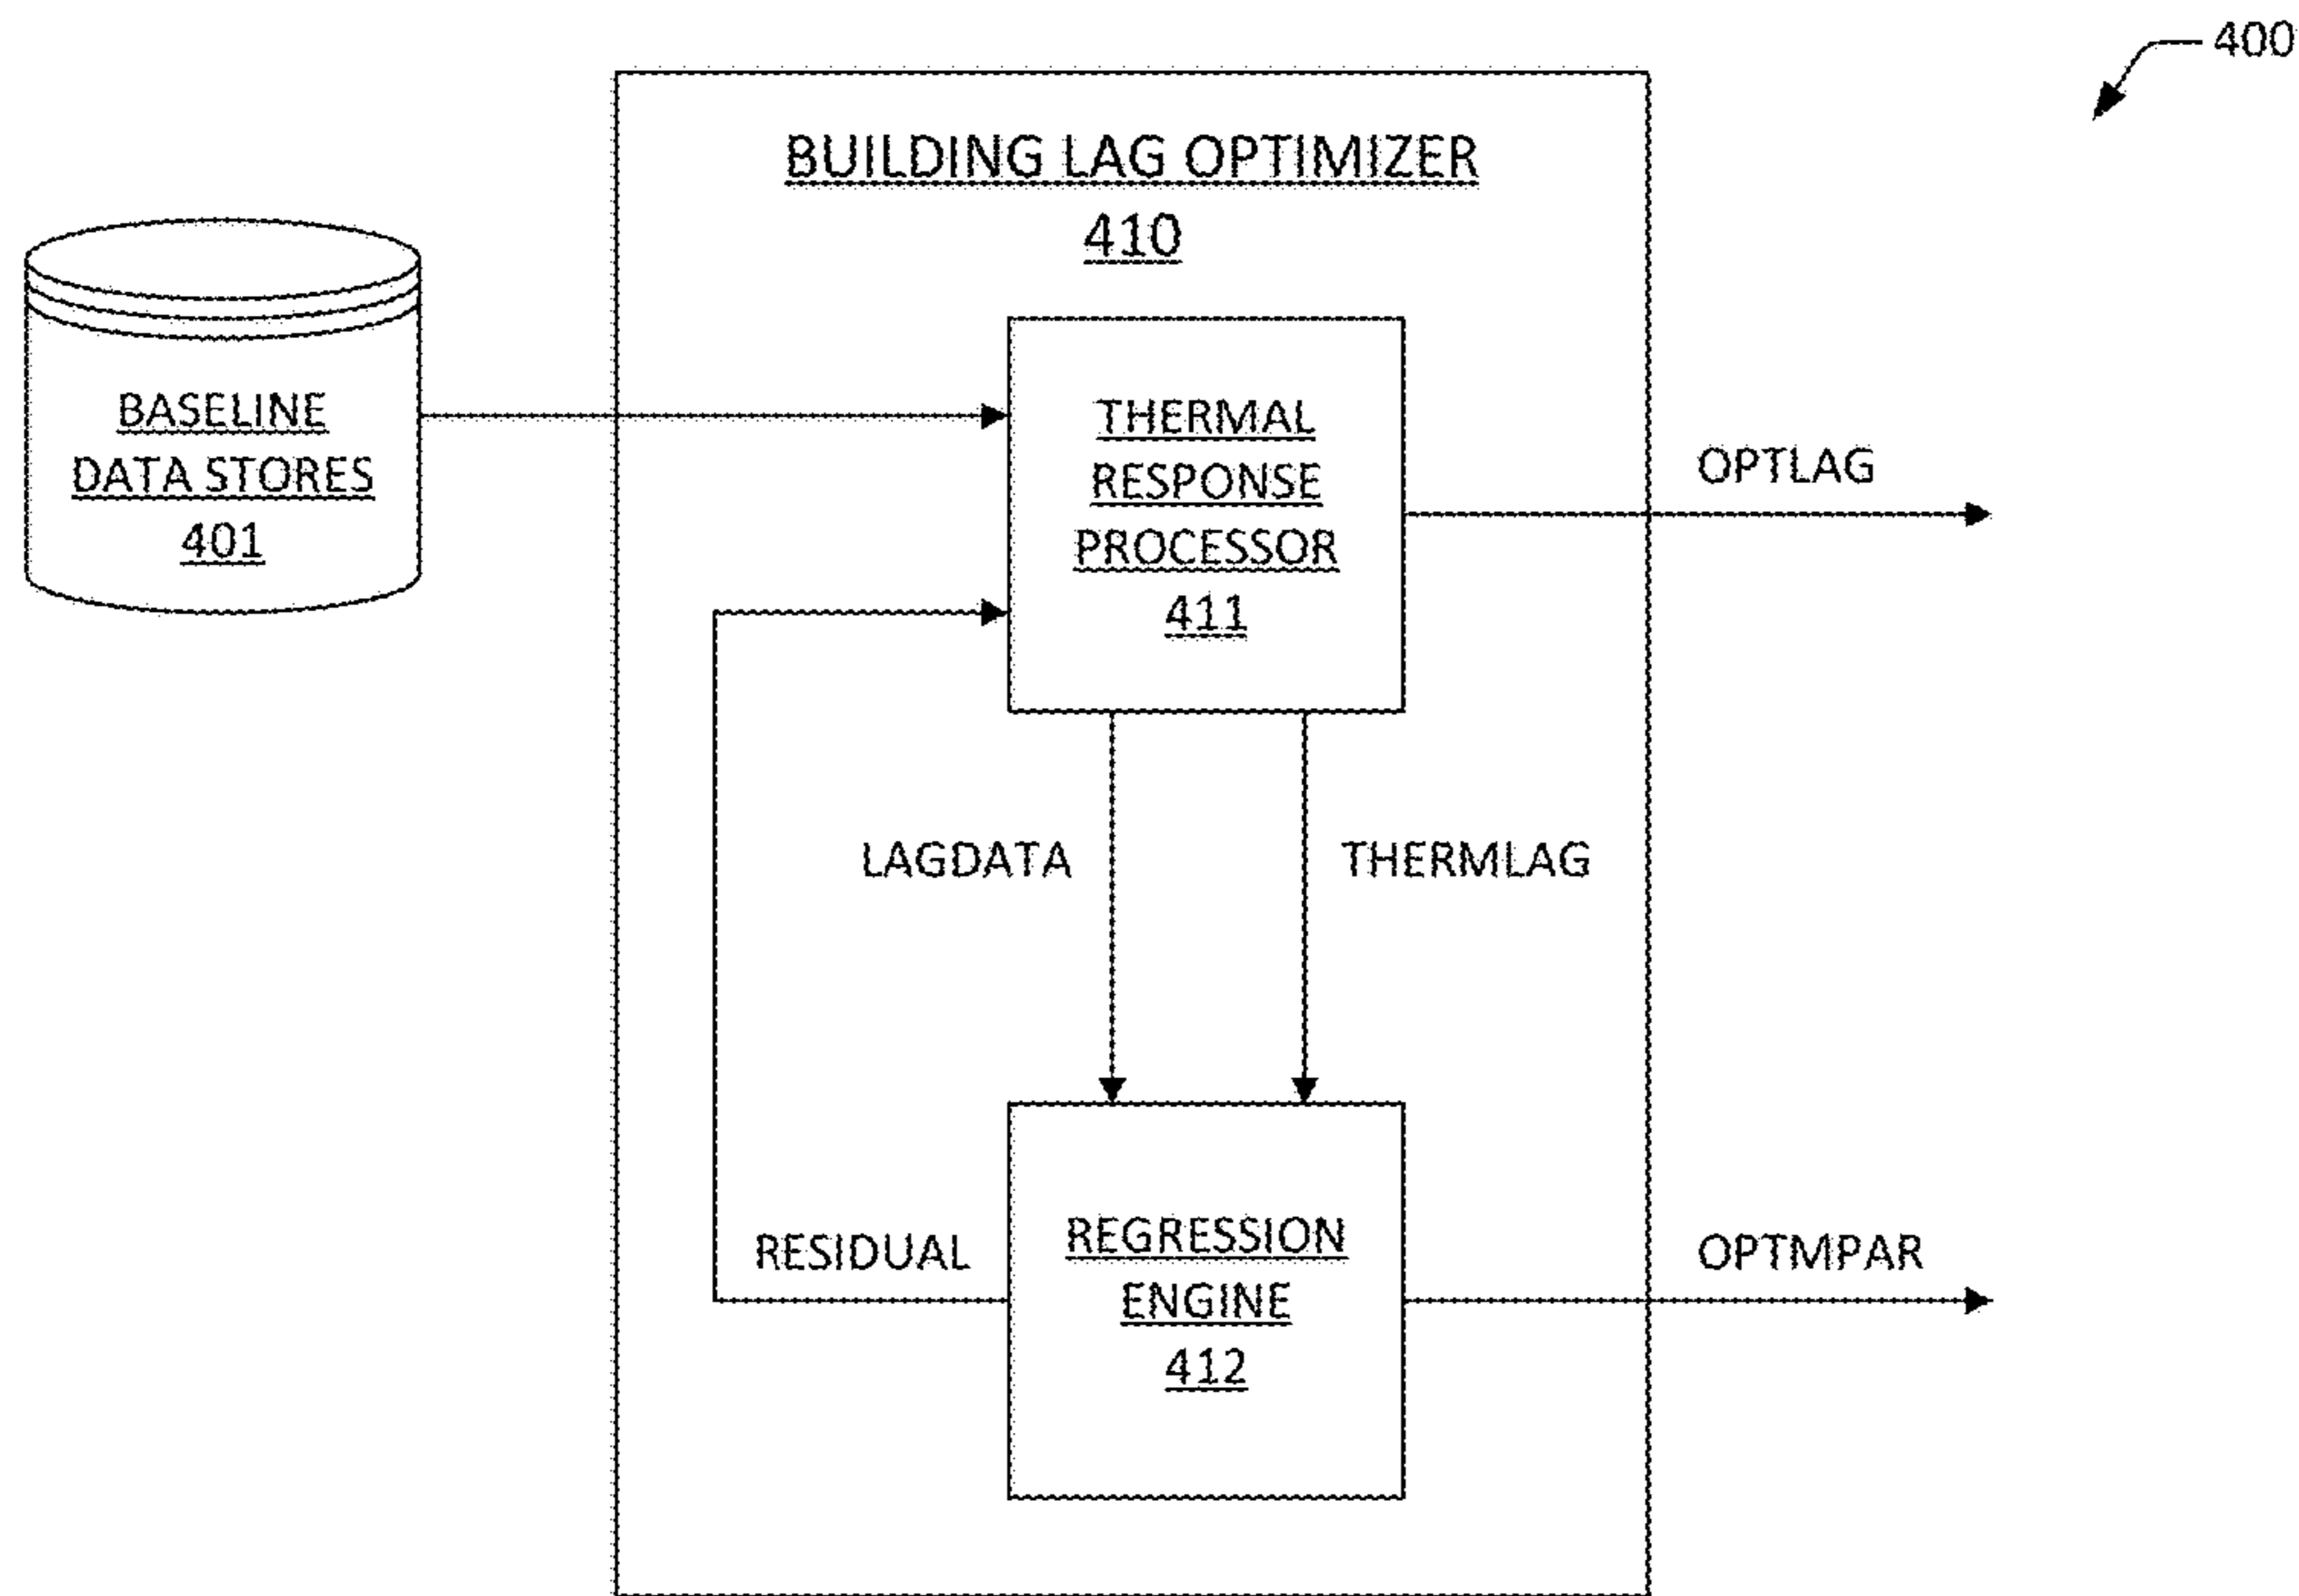 400
BUILDING LAG OPTIMIZER
410
BASELINE
DATA STORES
401
THERMAL
RESPONSE
PROCESSOR
411
OPTLAG
LAGDATA
THERMLAG
RESIDUAL
REGRESSION
ENGINE
412
OPTMPAR